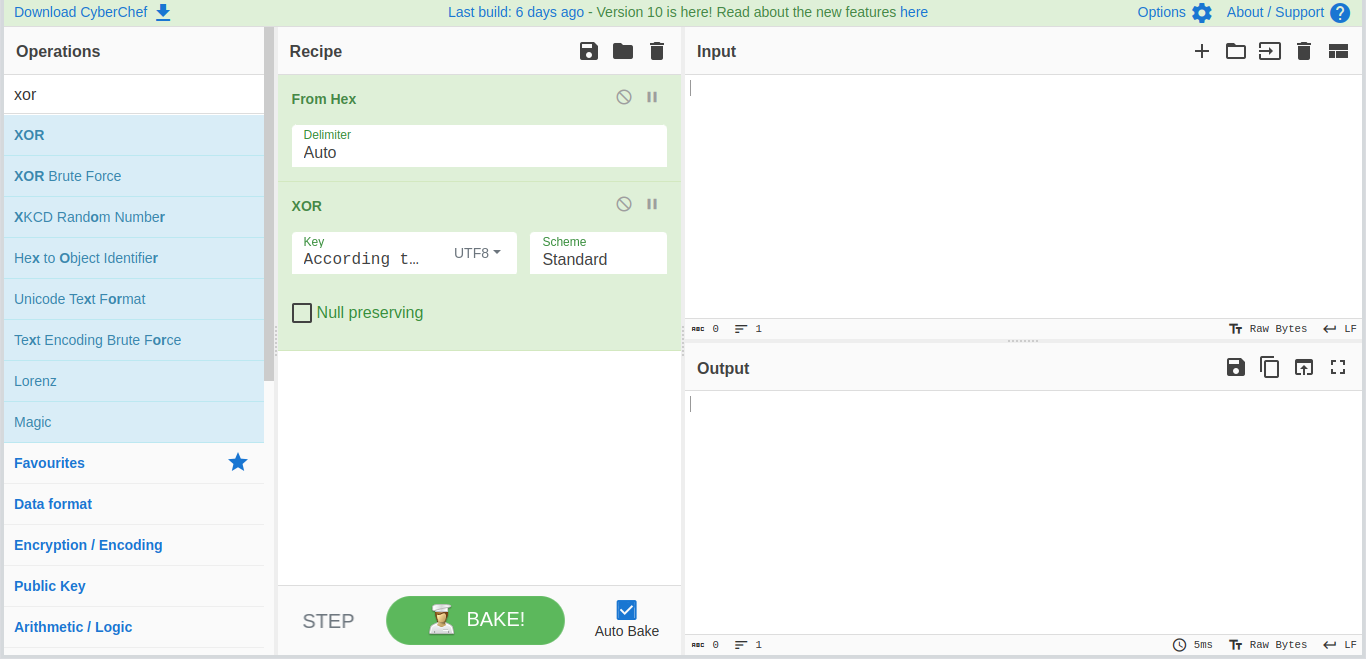 Download CyberChef
Last build: 6 days ago - Version 10 is here! Read about the new features here
Options
About / Support
Operations
xor
XOR
XOR Brute Force
XKCD Random Number
Hex to Object Identifier
Unicode Text Format
Text Encoding Brute Force
Lorenz
Magic
Favourites
Data format
Encryption / Encoding
Public Key
Arithmetic / Logic
Recipe
From Hex
Delimiter
Auto
XOR
Key
According t…
UTF8
Scheme
Standard
Null preserving
STEP
BAKE!
Auto Bake
Input
ABC 0 1
Raw Bytes LF
Output
ABC 0 1
5ms Raw Bytes LF